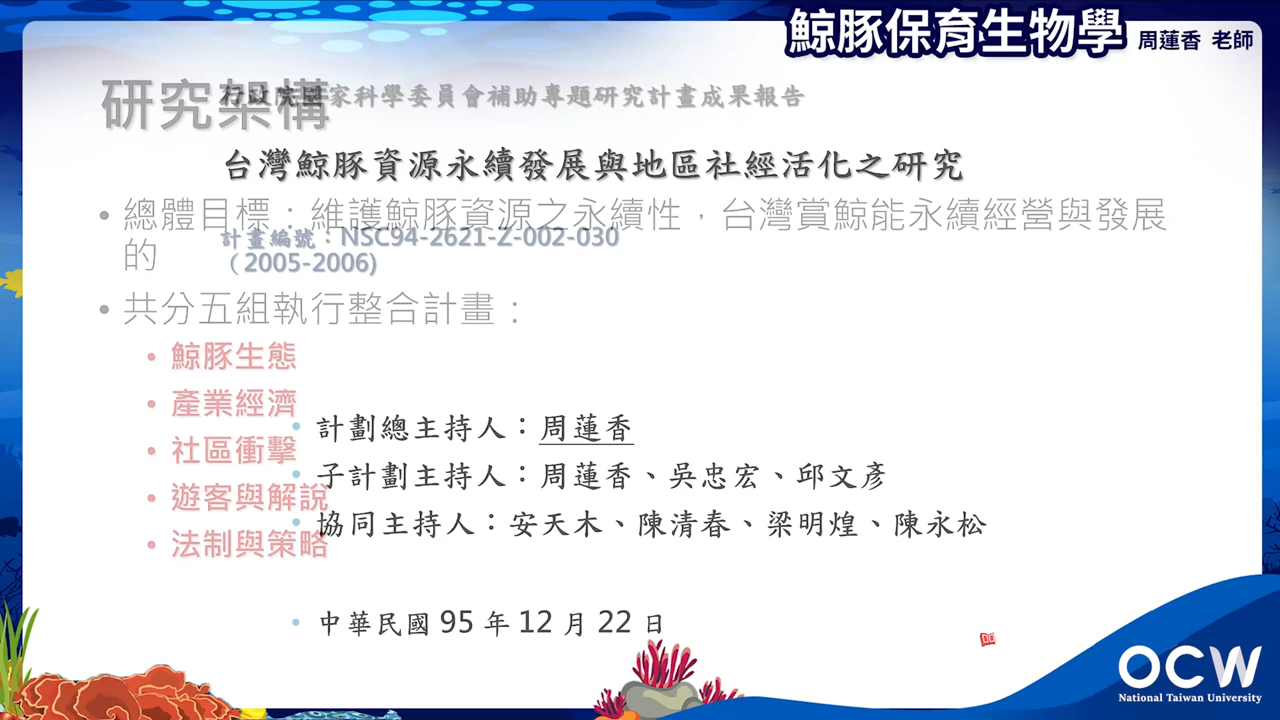 鯨豚保育生物學 周蓮香 老師
研究架構
行政院國家科學委員會補助專題研究計畫成果報告
台灣鯨豚資源永續發展與地區社經活化之研究
• 總體目標：維護鯨豚資源之永續性，台灣賞鯨能永續經營與發展
的
計畫編號：NSC94-2621-Z-002-030
（2005-2006)
• 共分五組執行整合計畫：
• 鯨豚生態
• 產業經濟
• 社區衝擊
• 遊客與解說
• 法制與策略
• 計劃總主持人：周蓮香
• 子計劃主持人：周蓮香、吳忠宏、邱文彥
• 協同主持人：安天木、陳清春、梁明煌、陳永松
• 中華民國 95 年 12 月 22 日
OCW
National Taiwan University